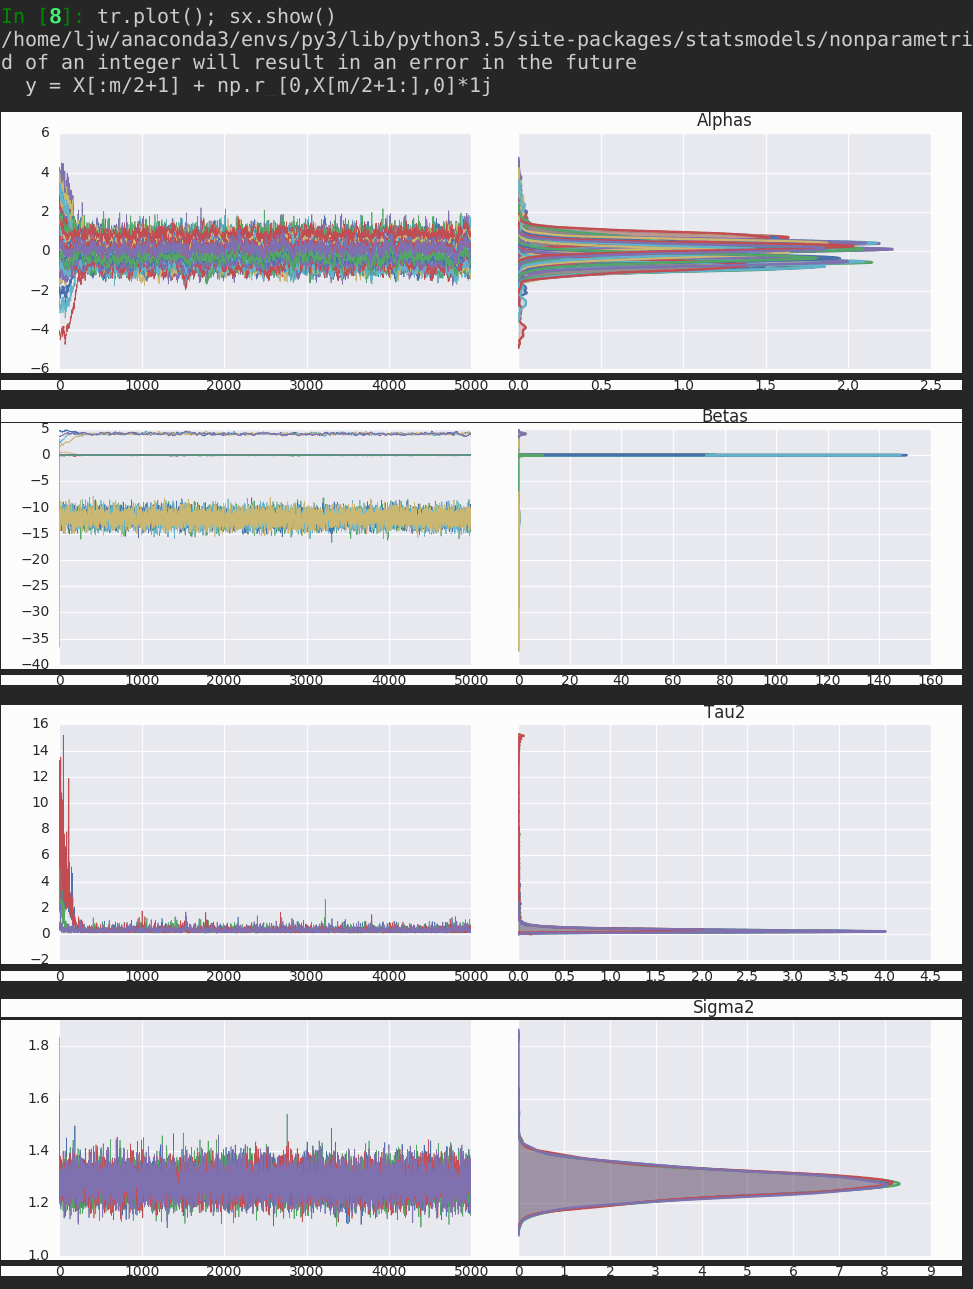 In [8]: tr.plot(); sx.show()
/home/ljw/anaconda3/envs/py3/lib/python3.5/site-packages/statsmodels/nonparametri
d of an integer will result in an error in the future
y = X[:m/2+1] + np.r_[0,X[m/2+1:],0]*1j
Alphas
6
4
2
0
−2
−4
−6
0 1000 2000 3000 4000 5000
0.0 0.5 1.0 1.5 2.0 2.5
Betas
5
0
−5
−10
−15
−20
−25
−30
−35
−40
0 1000 2000 3000 4000 5000
0 20 40 60 80 100 120 140 160
Tau2
16
14
12
10
8
6
4
2
0
−2
0 1000 2000 3000 4000 5000
0.0 0.5 1.0 1.5 2.0 2.5 3.0 3.5 4.0 4.5
Sigma2
1.8
1.6
1.4
1.2
1.0
0 1000 2000 3000 4000 5000
0 1 2 3 4 5 6 7 8 9